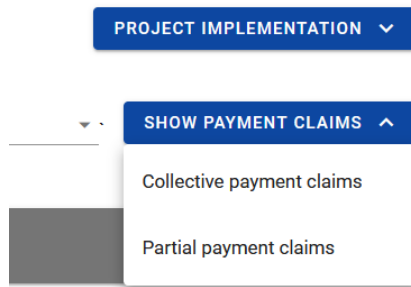 PROJECT IMPLEMENTATION
SHOW PAYMENT CLAIMS
Collective payment claims
Partial payment claims